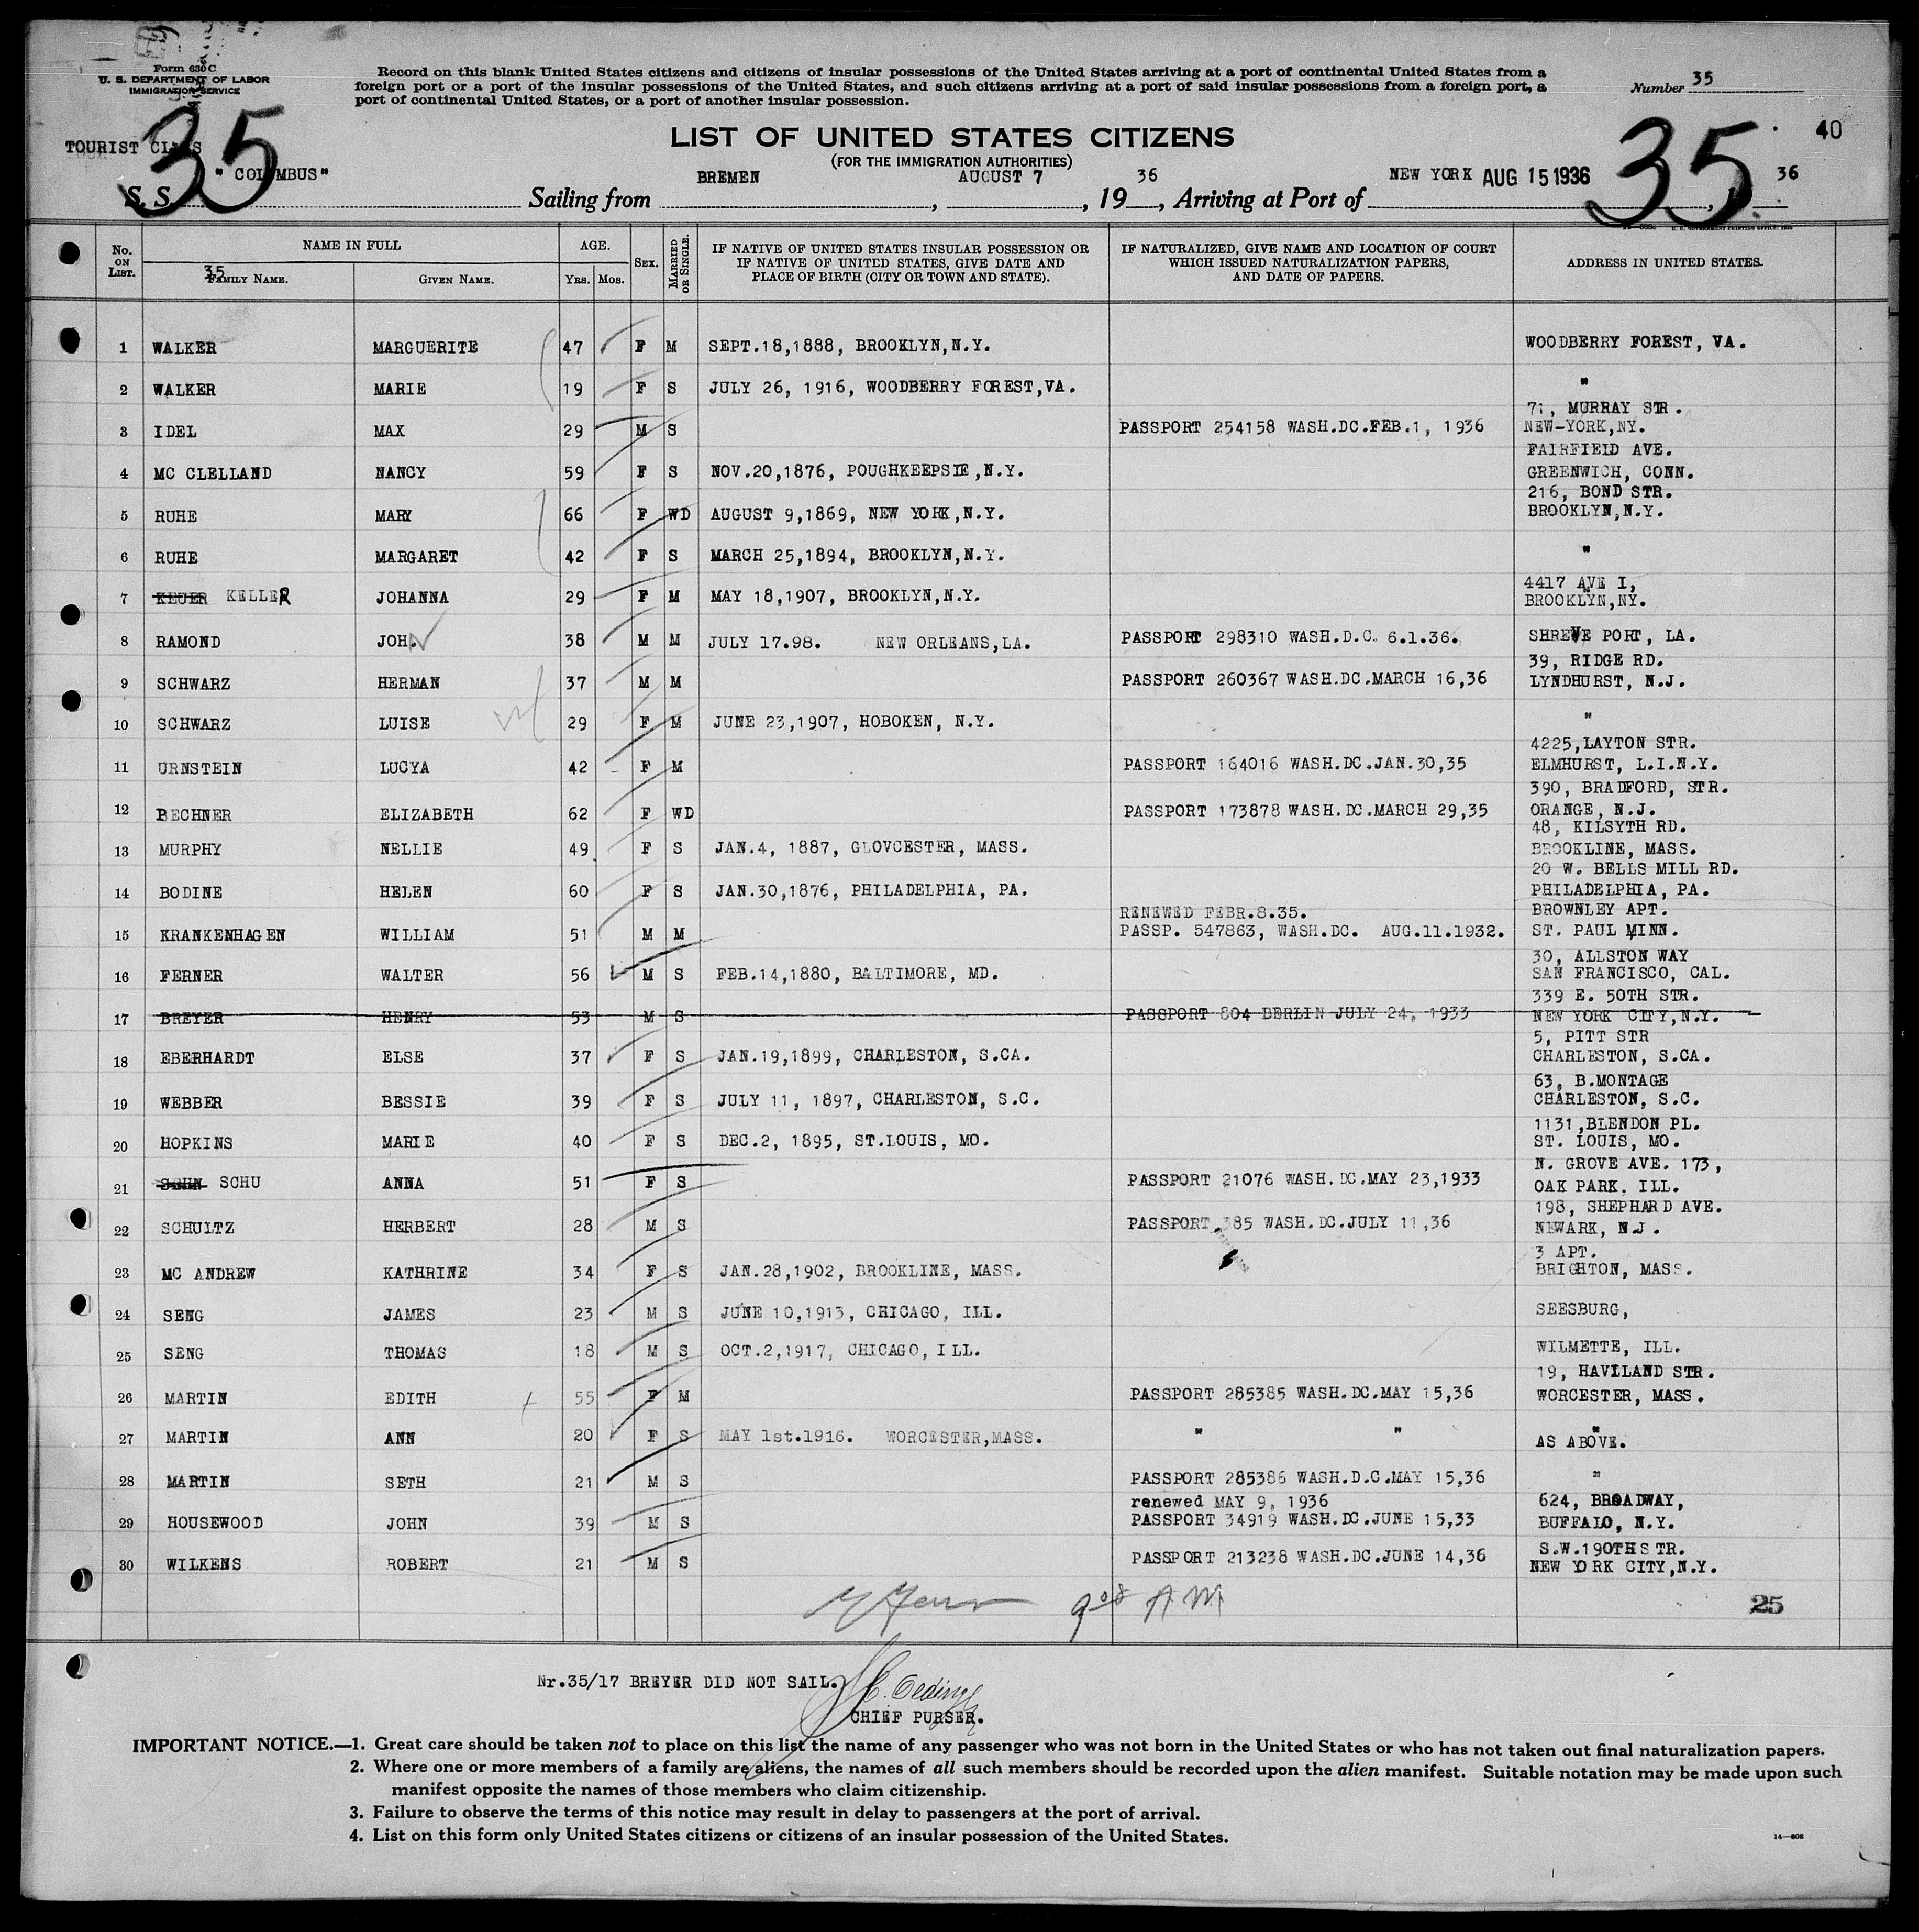 Form 630 C
U. S. DEPARTMENT OF LABOR
IMMIGRATION SERVICE
Record on this blank United States citizens and citizens of insular possessions of the United States arriving at a port of continental United States from a
foreign port or a port of the insular possessions of the United States, and such citizens arriving at a port of said insular possessions from a foreign port, a
port of continental United States, or a port of another insular possession.
Number 35
35
TOURIST CLASS
LIST OF UNITED STATES CITIZENS
(FOR THE IMMIGRATION AUTHORITIES)
35
40
S. S. "COLUMBUS" Sailing from BREMEN, AUGUST 7, 1936, Arriving at Port of NEW YORK AUG 15 1936, 36
No. ON LIST. NAME IN FULL AGE. SEX. MARRIED OR SINGLE. IF NATIVE OF UNITED STATES INSULAR POSSESSION OR IF NATIVE OF UNITED STATES, GIVE DATE AND PLACE OF BIRTH (CITY OR TOWN AND STATE). IF NATURALIZED, GIVE NAME AND LOCATION OF COURT WHICH ISSUED NATURALIZATION PAPERS, AND DATE OF PAPERS. ADDRESS IN UNITED STATES.
35
FAMILY NAME. GIVEN NAME. YRS. MOS.
1 WALKER MARGUERITE 47 F M SEPT.18,1888, BROOKLYN,N.Y. WOODBERRY FOREST, VA.
2 WALKER MARIE 19 F S JULY 26, 1916, WOODBERRY FOREST,VA. "
71, MURRAY STR.
3 IDEL MAX 29 M S PASSPORT 254158 WASH.DC.FEB.1, 1936 NEW-YORK,NY.
FAIRFIELD AVE.
4 MC CLELLAND NANCY 59 F S NOV.20,1876, POUGHKEEPSIE,N.Y. GREENWICH, CONN.
216, BOND STR.
5 RUHE MARY 66 F WD AUGUST 9,1869, NEW YORK,N.Y. BROOKLYN,N.Y.
6 RUHE MARGARET 42 F S MARCH 25,1894, BROOKLYN,N.Y. "
4417 AVE I,
7 KEUER KELLER JOHANNA 29 F M MAY 18,1907, BROOKLYN,N.Y. BROOKLYN,NY.
8 RAMOND JOH. 38 M M JULY 17.98. NEW ORLEANS,LA. PASSPORT 298310 WASH.D.C. 6.1.36. SHREVE PORT, LA.
39, RIDGE RD.
9 SCHWARZ HERMAN 37 M M PASSPORT 260367 WASH.DC.MARCH 16,36 LYNDHURST, N.J.
10 SCHWARZ LUISE 29 F M JUNE 23,1907, HOBOKEN, N.Y. "
4225,LAYTON STR.
11 URNSTEIN LUCYA 42 F M PASSPORT 164016 WASH.DC.JAN.30,35 ELMHURST, L.I.N.Y.
390, BRADFORD, STR.
12 BECHNER ELIZABETH 62 F WD PASSPORT 173878 WASH.DC.MARCH 29,35 ORANGE, N.J.
48, KILSYTH RD.
13 MURPHY NELLIE 49 F S JAN.4, 1887, GLOVCESTER, MASS. BROOKLINE, MASS.
20 W. BELLS MILL RD.
14 BODINE HELEN 60 F S JAN.30,1876, PHILADELPHIA, PA. PHILADELPHIA, PA.
RENEWED FEBR.8.35. BROWNLEY APT.
15 KRANKENHAGEN WILLIAM 51 M M PASSP. 547863, WASH.DC. AUG.11.1932. ST. PAUL MINN.
30, ALLSTON WAY
16 FERNER WALTER 56 M S FEB.14,1880, BALTIMORE, MD. SAN FRANCISCO, CAL.
339 E. 50TH STR.
17 BREYER HENRY 53 M S PASSPORT 804 BERLIN JULY 24, 1933 NEW YORK CITY,N.Y.
5, PITT STR
18 EBERHARDT ELSE 37 F S JAN.19,1899, CHARLESTON, S.CA. CHARLESTON, S.CA.
63, B.MONTAGE
19 WEBBER BESSIE 39 F S JULY 11, 1897, CHARLESTON, S.C. CHARLESTON, S.C.
1131,BLENDON PL.
20 HOPKINS MARIE 40 F S DEC.2, 1895, ST.LOUIS, MO. ST. LOUIS, MO.
N. GROVE AVE. 173,
21 SCHU ANNA 51 F S PASSPORT 21076 WASH.DC.MAY 23,1933 OAK PARK, ILL.
198, SHEPHARD AVE.
22 SCHULTZ HERBERT 28 M S PASSPORT 385 WASH.DC.JULY 11,36 NEWARK, N.J.
3 APT.
23 MC ANDREW KATHRINE 34 F S JAN.28,1902, BROOKLINE, MASS. BRIGHTON, MASS.
24 SENG JAMES 23 M S JUNE 10,1913, CHICAGO, ILL. SEESBURG,
25 SENG THOMAS 18 M S OCT.2,1917, CHICAGO, ILL. WILMETTE, ILL.
19, HAVILAND STR.
26 MARTIN EDITH 55 F M PASSPORT 285385 WASH.DC.MAY 15,36 WORCESTER, MASS.
27 MARTIN ANN 20 F S MAY 1st.1916. WORCESTER,MASS. " " " AS ABOVE.
28 MARTIN SETH 21 M S PASSPORT 285386 WASH.D.C.MAY 15,36 "
renewed MAY 9, 1936 624, BROADWAY,
29 HOUSEWOOD JOHN 39 M S PASSPORT 34919 WASH.DC.JUNE 15,33 BUFFALO, N.Y.
S.W.190THSTR.
30 WILKENS ROBERT 21 M S PASSPORT 213238 WASH.DC.JUNE 14,36 NEW YORK CITY,N.Y.
AM
25
Nr.35/17 BREYER DID NOT SAIL.
CHIEF PURSER.
IMPORTANT NOTICE.—1. Great care should be taken not to place on this list the name of any passenger who was not born in the United States or who has not taken out final naturalization papers.
2. Where one or more members of a family are aliens, the names of all such members should be recorded upon the alien manifest. Suitable notation may be made upon such
manifest opposite the names of those members who claim citizenship.
3. Failure to observe the terms of this notice may result in delay to passengers at the port of arrival.
4. List on this form only United States citizens or citizens of an insular possession of the United States.
14—608